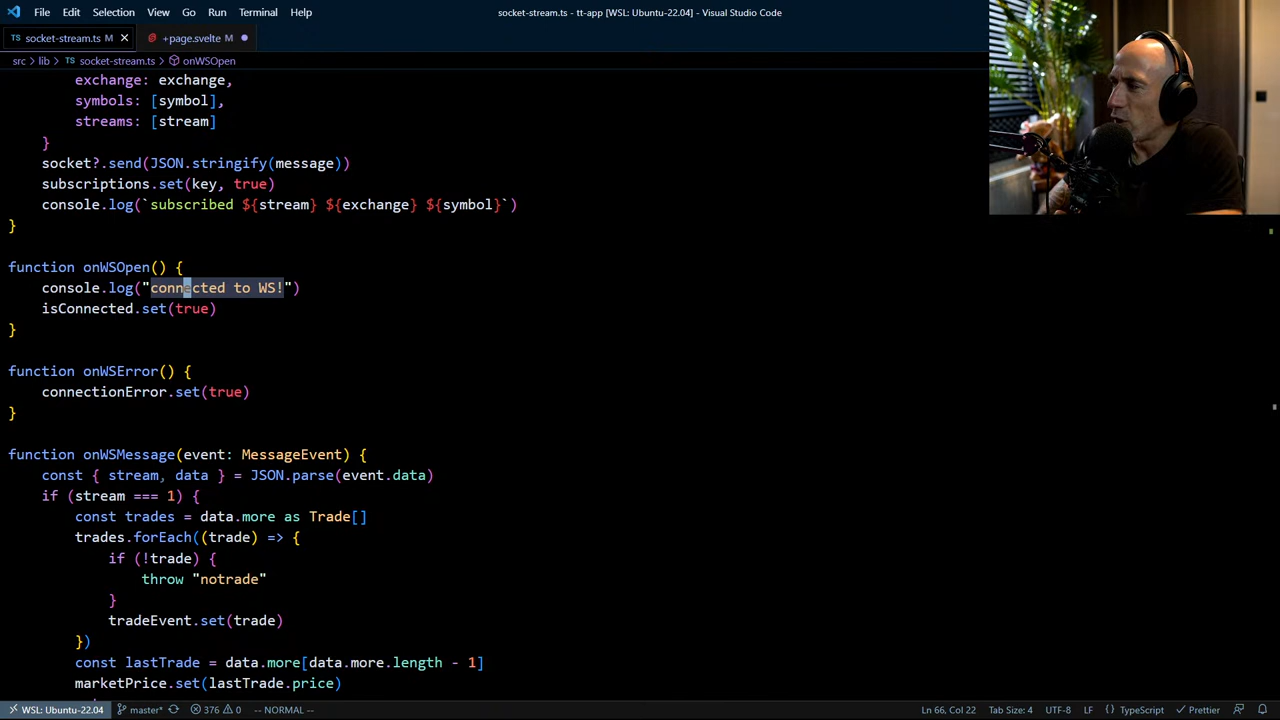 File Edit Selection View Go Run Terminal Help
socket-stream.ts - tt-app [WSL: Ubuntu-22.04] - Visual Studio Code
TS socket-stream.ts M
+page.svelte M
src > lib > TS socket-stream.ts > onWSOpen
exchange: exchange,
symbols: [symbol],
streams: [stream]
}
socket?.send(JSON.stringify(message))
subscriptions.set(key, true)
console.log(`subscribed ${stream} ${exchange} ${symbol}`)
}
function onWSOpen() {
console.log("connected to WS!")
isConnected.set(true)
}
function onWSError() {
connectionError.set(true)
}
function onWSMessage(event: MessageEvent) {
const { stream, data } = JSON.parse(event.data)
if (stream === 1) {
const trades = data.more as Trade[]
trades.forEach((trade) => {
if (!trade) {
throw "notrade"
}
tradeEvent.set(trade)
})
const lastTrade = data.more[data.more.length - 1]
marketPrice.set(lastTrade.price)
WSL: Ubuntu-22.04 master* 376 0 -- NORMAL -- Ln 66, Col 22 Tab Size: 4 UTF-8 LF {} TypeScript Prettier